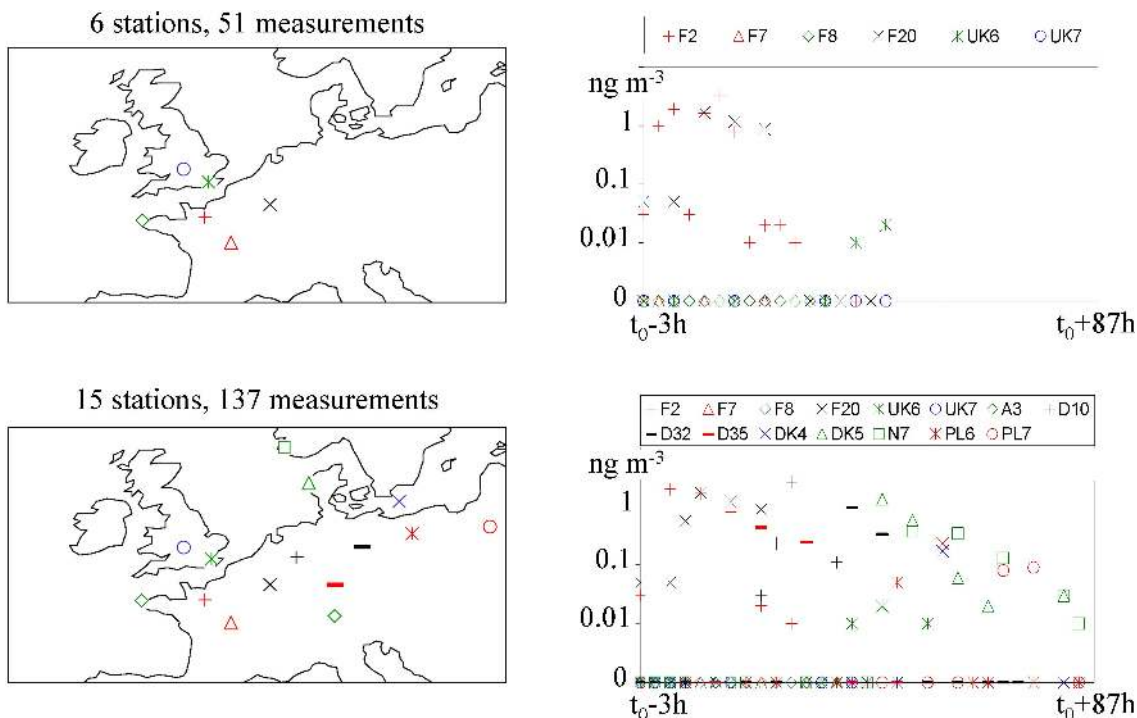 6 stations, 51 measurements
F2 F7 F8 F20 UK6 UK7
ng m⁻³
1
0.1
0.01
0
t₀-3h t₀+87h
15 stations, 137 measurements
F2 F7 F8 F20 UK6 UK7 A3 D10
D32 D35 DK4 DK5 N7 PL6 PL7
ng m⁻³
1
0.1
0.01
0
t₀-3h t₀+87h